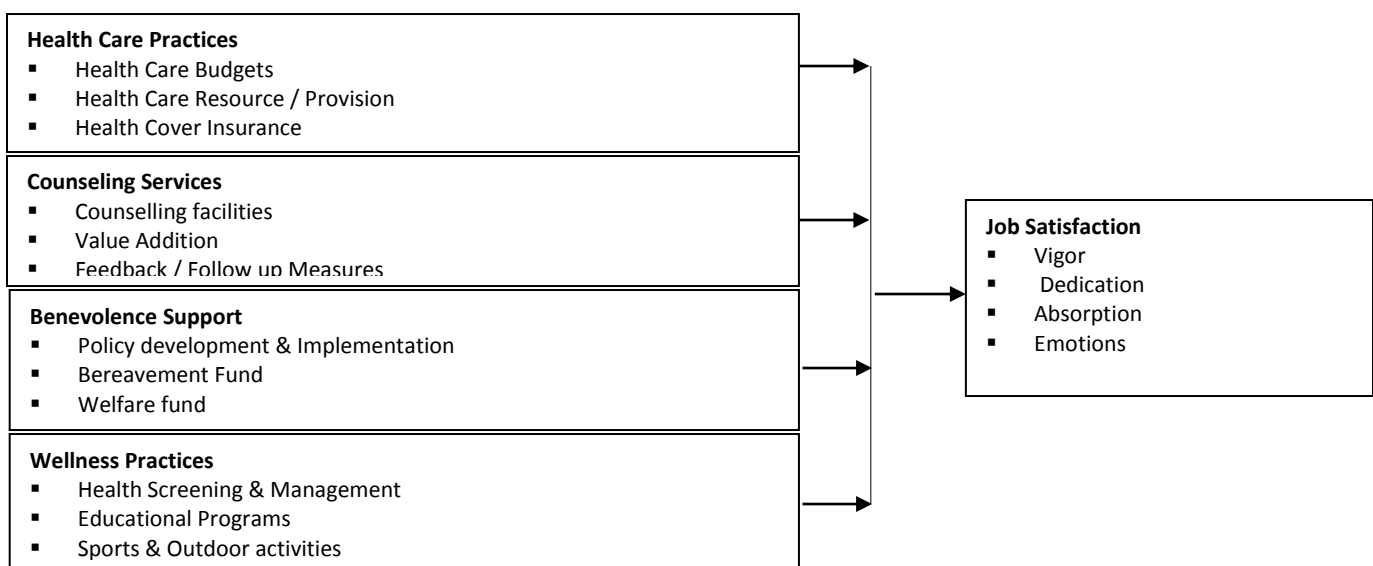 Health Care Practices
▪ Health Care Budgets
▪ Health Care Resource / Provision
▪ Health Cover Insurance
Counseling Services
▪ Counselling facilities
▪ Value Addition
▪ Feedback / Follow up Measures
Benevolence Support
▪ Policy development & Implementation
▪ Bereavement Fund
▪ Welfare fund
Wellness Practices
▪ Health Screening & Management
▪ Educational Programs
▪ Sports & Outdoor activities
Job Satisfaction
▪ Vigor
▪ Dedication
▪ Absorption
▪ Emotions